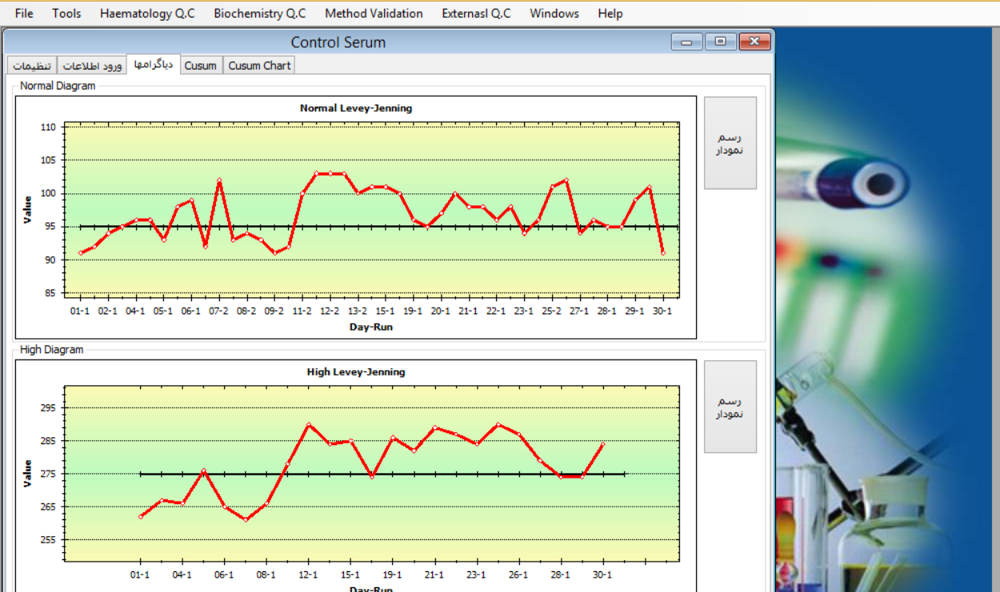 File Tools Haematology Q.C Biochemistry Q.C Method Validation Externasl Q.C Windows Help
Control Serum
تنظیمات ورود اطلاعات دیاگرامها Cusum Cusum Chart
Normal Diagram
Normal Levey-Jenning
رسم
نمودار
110
105
100
95
90
85
Value
01-1 02-1 04-1 05-1 06-1 07-2 08-2 09-2 11-2 12-2 13-2 15-1 19-1 20-1 21-1 22-1 23-1 25-2 27-1 28-1 29-1 30-1
Day-Run
High Diagram
High Levey-Jenning
رسم
نمودار
295
285
275
265
255
Value
01-1 04-1 06-1 08-1 12-1 15-1 19-1 21-1 23-1 26-1 28-1 30-1
Day-Run